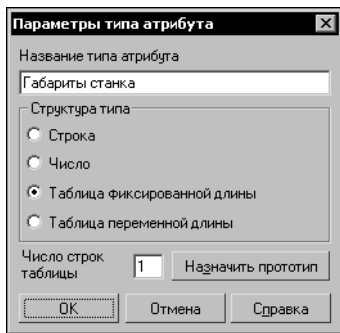 Параметры типа атрибута
Название типа атрибута
Габариты станка
Структура типа
Строка
Число
Таблица фиксированной длины
Таблица переменной длины
Число строк
таблицы
1
Назначить прототип
OK
Отмена
Справка